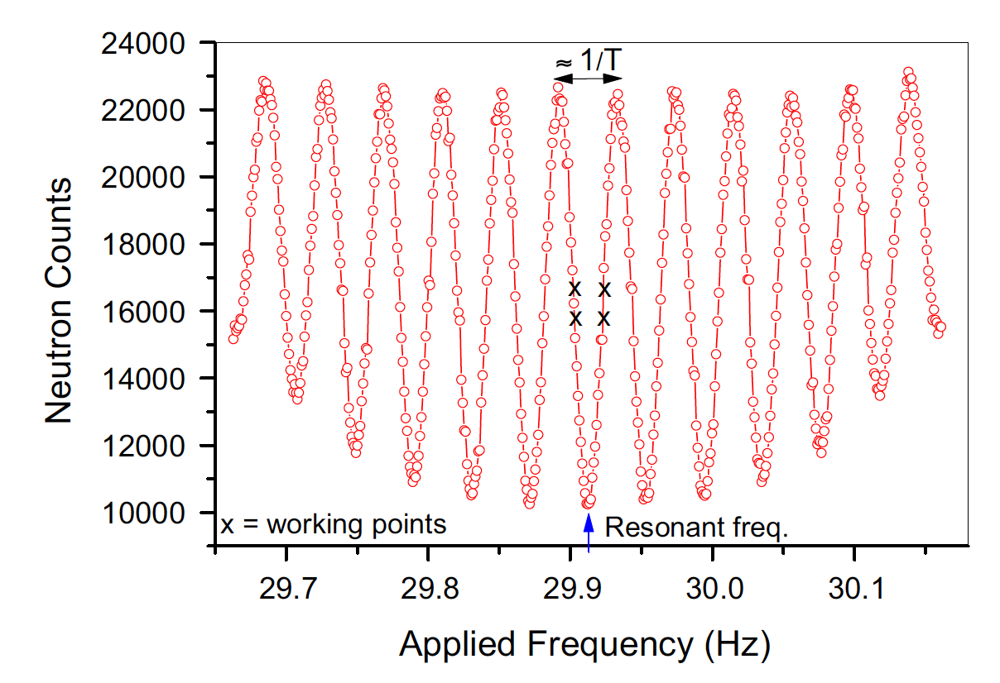 24000
22000
20000
18000
16000
14000
12000
10000
Neutron Counts
≈ 1/T
x x
x x
x = working points
Resonant freq.
29.7 29.8 29.9 30.0 30.1
Applied Frequency (Hz)